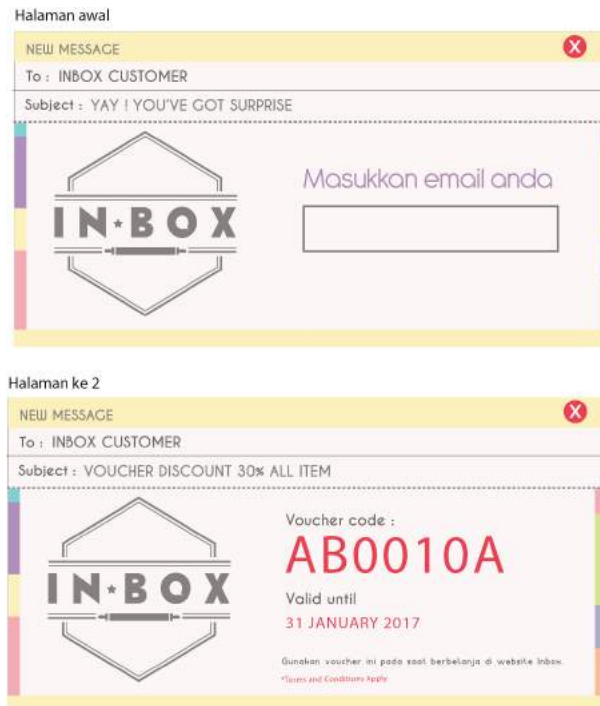 Halaman awal
NEW MESSAGE
X
To : INBOX CUSTOMER
Subject : YAY ! YOU'VE GOT SURPRISE
IN★BOX
Masukkan email anda
Halaman ke 2
NEW MESSAGE
X
To : INBOX CUSTOMER
Subject : VOUCHER DISCOUNT 30% ALL ITEM
IN★BOX
Voucher code :
AB0010A
Valid until
31 JANUARY 2017
Gunakan voucher ini pada saat berbelanja di website Inbox.
*Terms and Conditions Apply